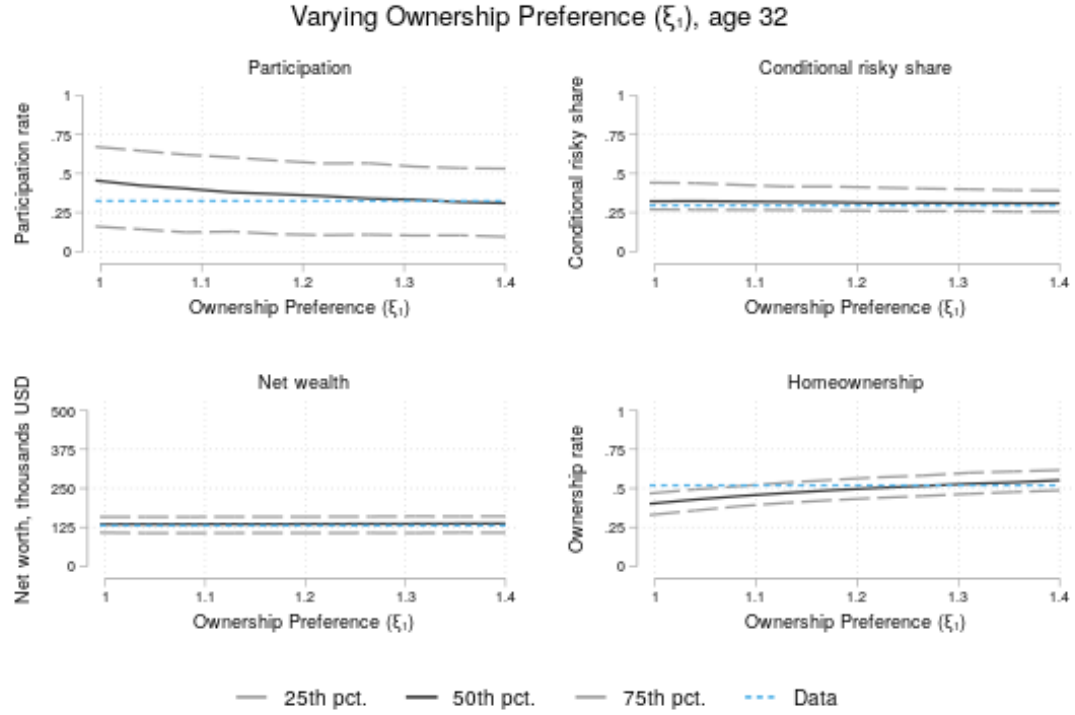 Varying Ownership Preference (ξ₁), age 32
Participation
Participation rate
1
.75
.5
.25
0
1 1.1 1.2 1.3 1.4
Ownership Preference (ξ₁)
Conditional risky share
Conditional risky share
1
.75
.5
.25
0
1 1.1 1.2 1.3 1.4
Ownership Preference (ξ₁)
Net wealth
Net worth, thousands USD
500
375
250
125
0
1 1.1 1.2 1.3 1.4
Ownership Preference (ξ₁)
Homeownership
Ownership rate
1
.75
.5
.25
0
1 1.1 1.2 1.3 1.4
Ownership Preference (ξ₁)
25th pct. 50th pct. 75th pct. Data